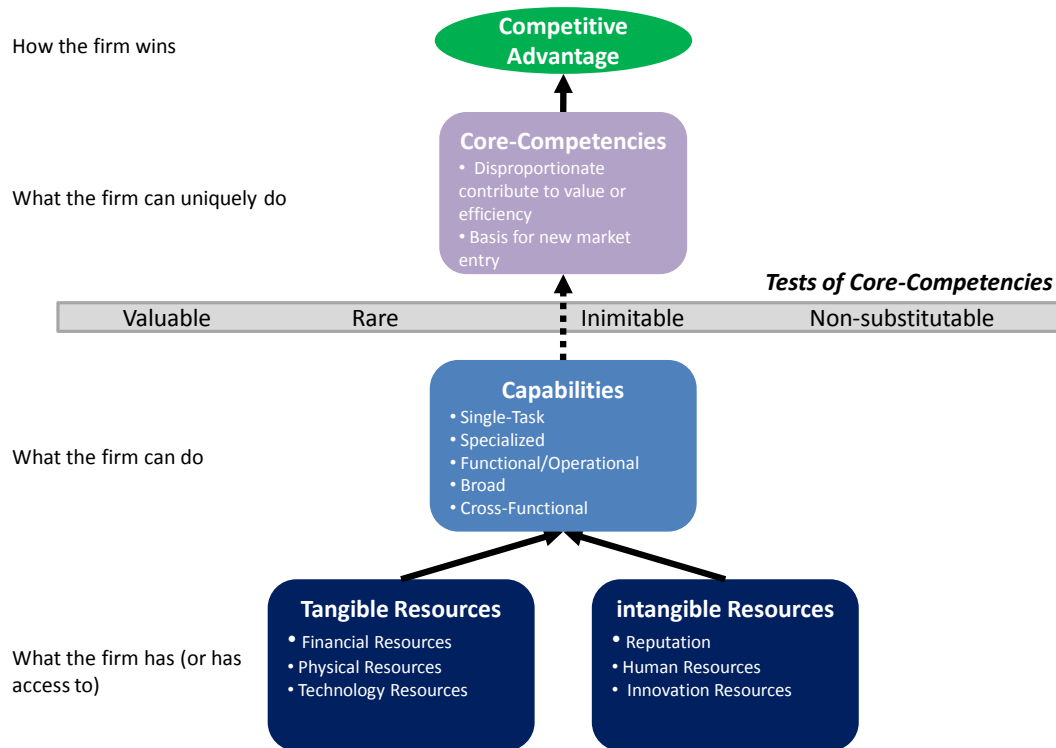 How the firm wins
Competitive
Advantage
Core-Competencies
• Disproportionate
contribute to value or
efficiency
• Basis for new market
entry
What the firm can uniquely do
Tests of Core-Competencies
Valuable Rare Inimitable Non-substitutable
Capabilities
• Single-Task
• Specialized
• Functional/Operational
• Broad
• Cross-Functional
What the firm can do
Tangible Resources
• Financial Resources
• Physical Resources
• Technology Resources
intangible Resources
• Reputation
• Human Resources
• Innovation Resources
What the firm has (or has
access to)